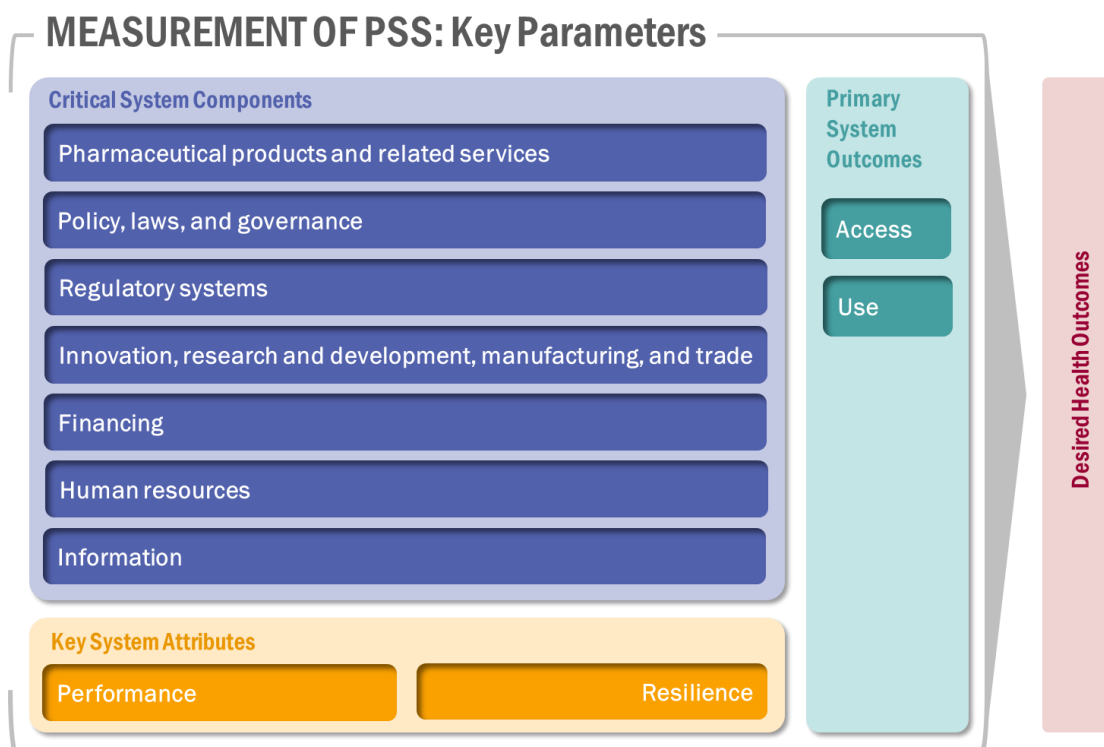 MEASUREMENT OF PSS: Key Parameters
Critical System Components
Pharmaceutical products and related services
Policy, laws, and governance
Regulatory systems
Innovation, research and development, manufacturing, and trade
Financing
Human resources
Information
Key System Attributes
Performance
Resilience
Primary
System
Outcomes
Access
Use
Desired Health Outcomes